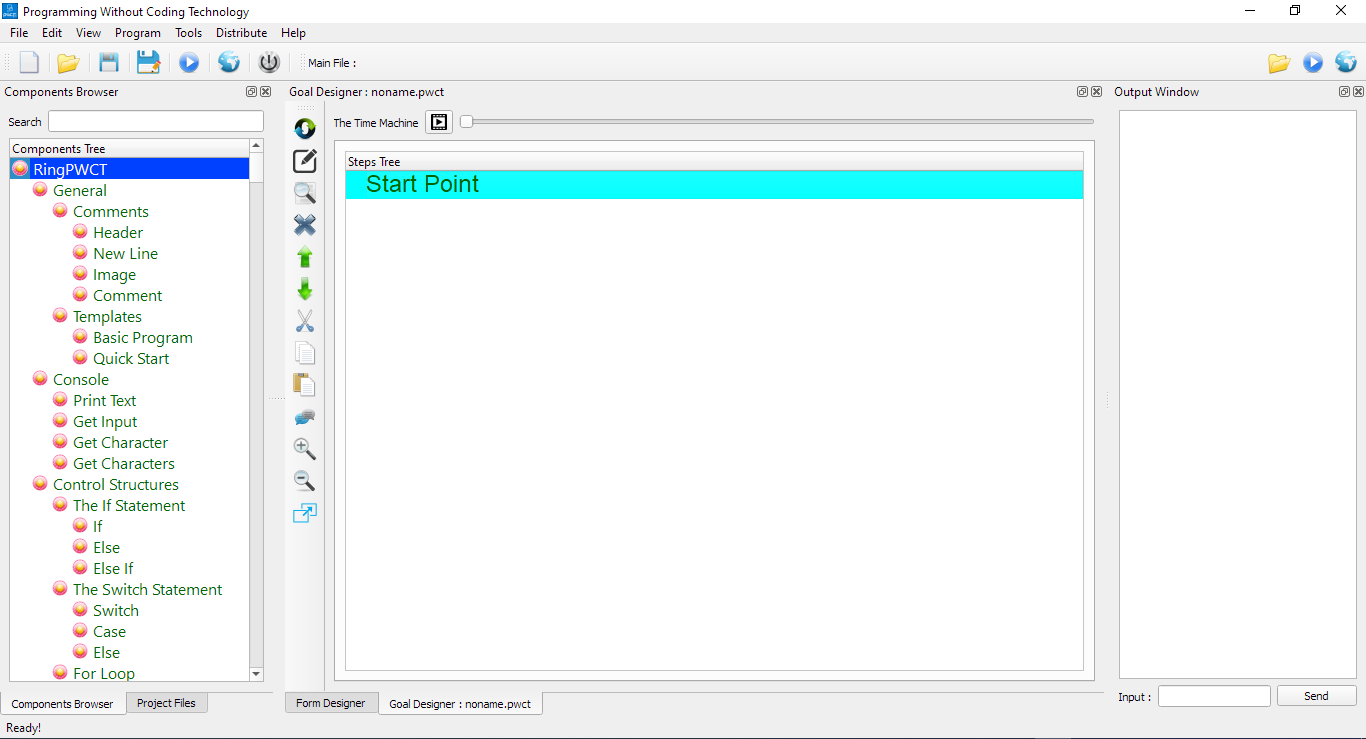 Programming Without Coding Technology
File Edit View Program Tools Distribute Help
Main File :
Components Browser
Search
Components Tree
RingPWCT
General
Comments
Header
New Line
Image
Comment
Templates
Basic Program
Quick Start
Console
Print Text
Get Input
Get Character
Get Characters
Control Structures
The If Statement
If
Else
Else If
The Switch Statement
Switch
Case
Else
For Loop
Components Browser Project Files
Goal Designer : noname.pwct
The Time Machine
Steps Tree
Start Point
Form Designer Goal Designer : noname.pwct
Output Window
Input : Send
Ready!